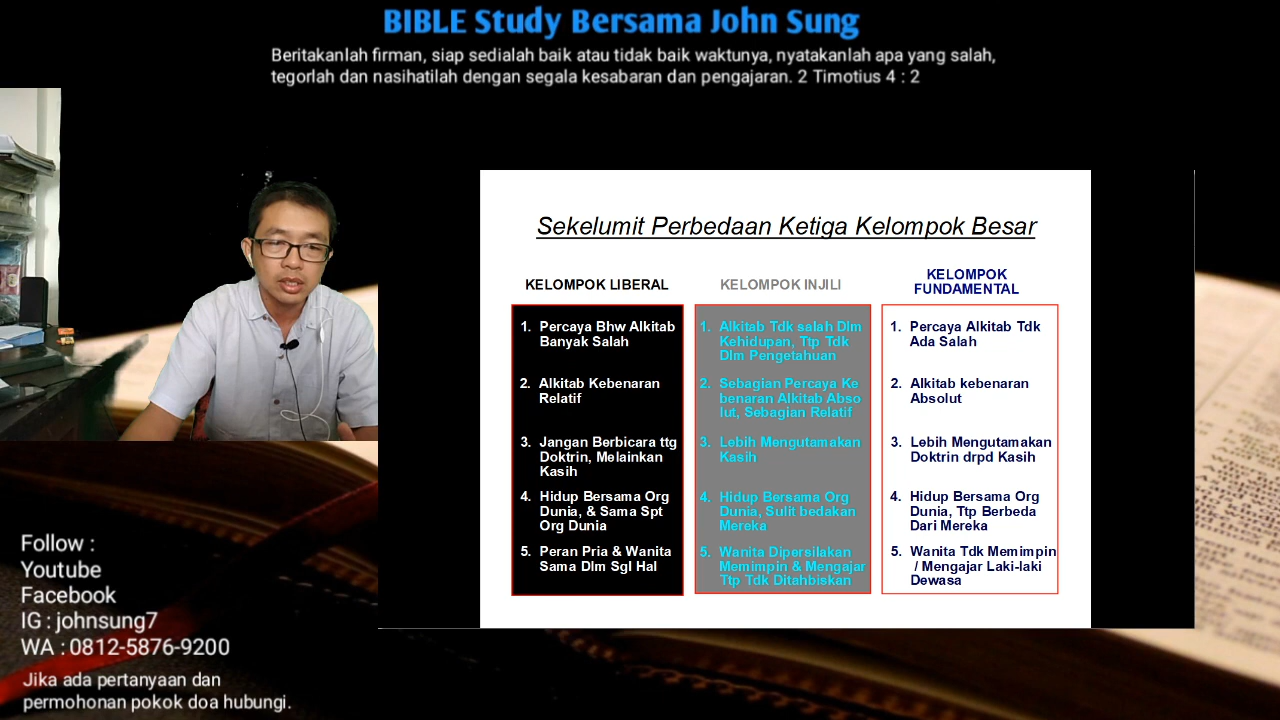 BIBLE Study Bersama John Sung
Beritakanlah firman, siap sedialah baik atau tidak baik waktunya, nyatakanlah apa yang salah,
tegorlah dan nasihatilah dengan segala kesabaran dan pengajaran. 2 Timotius 4 : 2
Sekelumit Perbedaan Ketiga Kelompok Besar
KELOMPOK LIBERAL
1. Percaya Bhw Alkitab
Banyak Salah
2. Alkitab Kebenaran
Relatif
3. Jangan Berbicara ttg
Doktrin, Melainkan
Kasih
4. Hidup Bersama Org
Dunia, & Sama Spt
Org Dunia
5. Peran Pria & Wanita
Sama Dlm Sgl Hal
KELOMPOK INJILI
1. Alkitab Tdk salah Dlm
Kehidupan, Ttp Tdk
Dlm Pengetahuan
2. Sebagian Percaya Ke
benaran Alkitab Abso
lut, Sebagian Relatif
3. Lebih Mengutamakan
Kasih
4. Hidup Bersama Org
Dunia, Sulit bedakan
Mereka
5. Wanita Dipersilakan
Memimpin & Mengajar
Ttp Tdk Ditahbiskan
KELOMPOK
FUNDAMENTAL
1. Percaya Alkitab Tdk
Ada Salah
2. Alkitab kebenaran
Absolut
3. Lebih Mengutamakan
Doktrin drpd Kasih
4. Hidup Bersama Org
Dunia, Ttp Berbeda
Dari Mereka
5. Wanita Tdk Memimpin
/ Mengajar Laki-laki
Dewasa
Follow :
Youtube
Facebook
IG : johnsung7
WA : 0812-5876-9200
Jika ada pertanyaan dan
permohonan pokok doa hubungi.